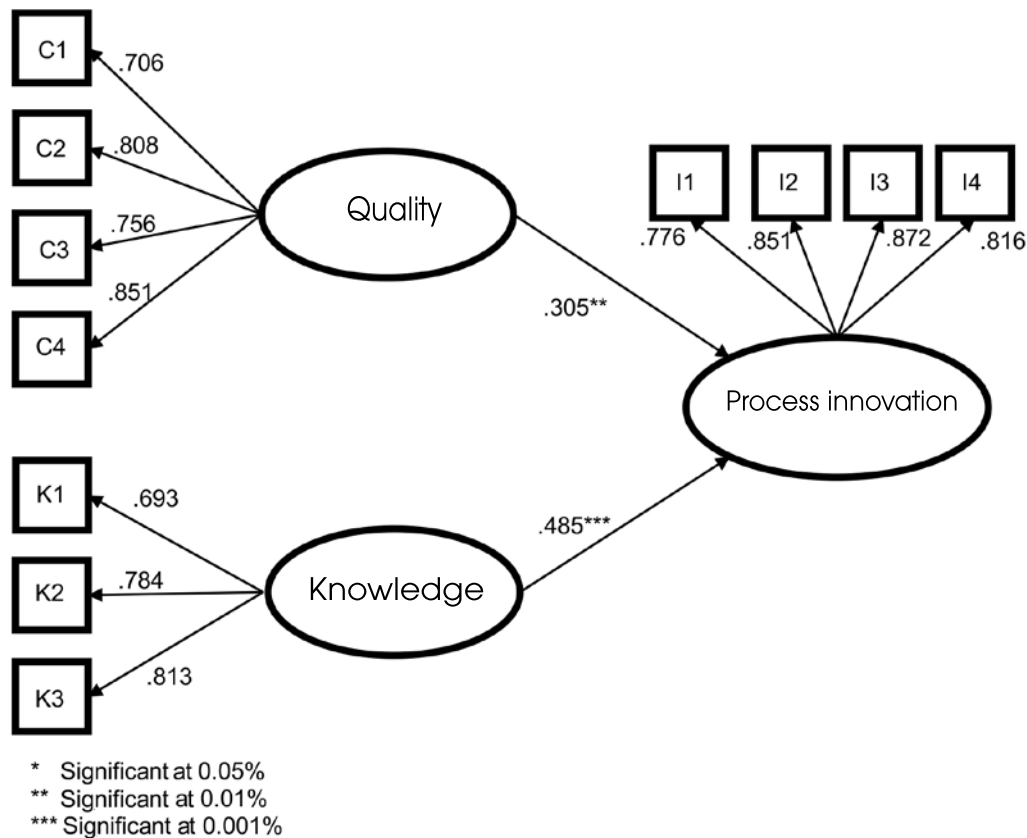 C1
.706
C2
.808
Quality
C3
.756
C4
.851
I1
I2
I3
I4
.776
.851
.872
.816
.305**
Process innovation
K1
.693
.485***
K2
.784
Knowledge
K3
.813
* Significant at 0.05%
** Significant at 0.01%
*** Significant at 0.001%